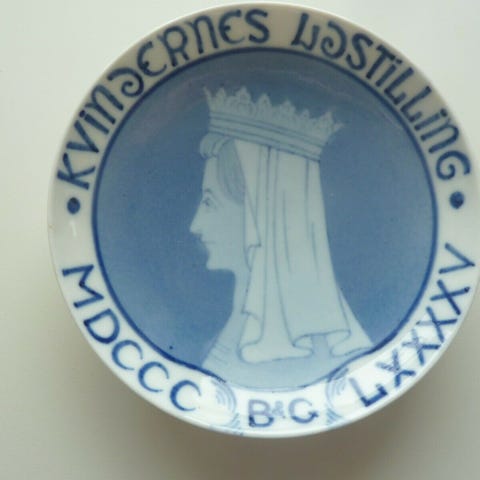 KVINDERNES UDSTILLING
MDCCC B&G LXXXXV